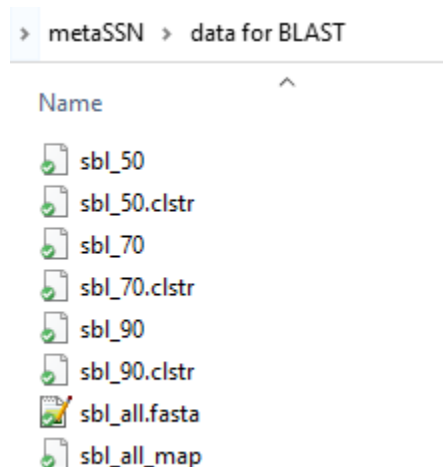 > metaSSN > data for BLAST
Name
sbl_50
sbl_50.clstr
sbl_70
sbl_70.clstr
sbl_90
sbl_90.clstr
sbl_all.fasta
sbl_all_map